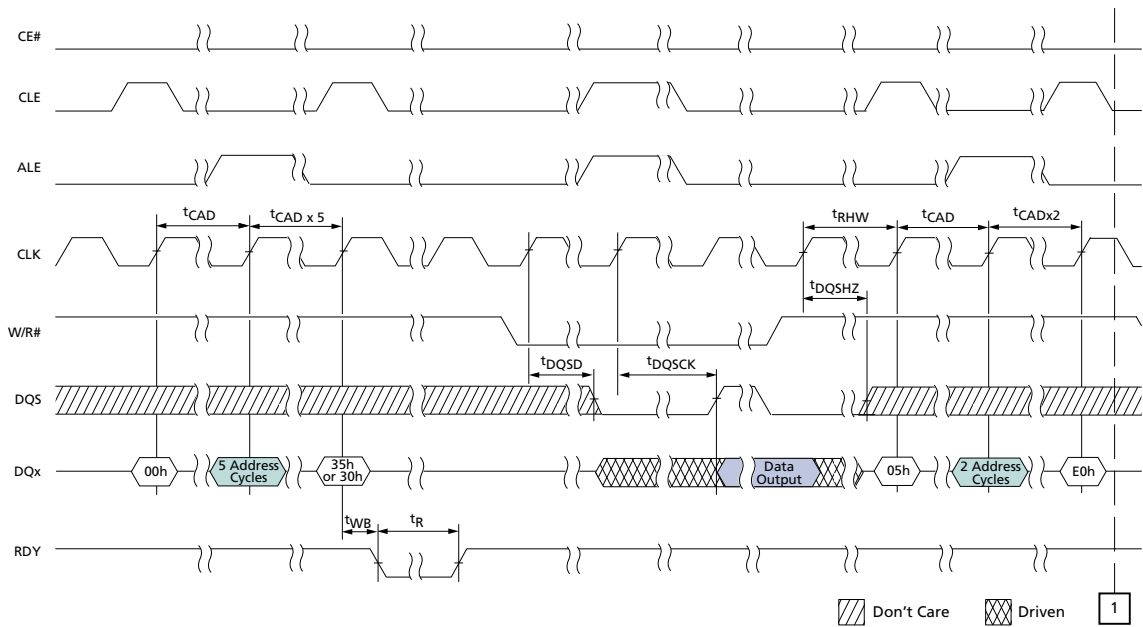 CE#
CLE
ALE
tCAD
tCAD x 5
tRHW
tCAD
tCADx2
CLK
tDQSHZ
W/R#
tDQSD
tDQSCK
DQS
DQx
00h
5 Address
Cycles
35h
or 30h
Data
Output
05h
2 Address
Cycles
E0h
tWB
tR
RDY
Don't Care
Driven
1